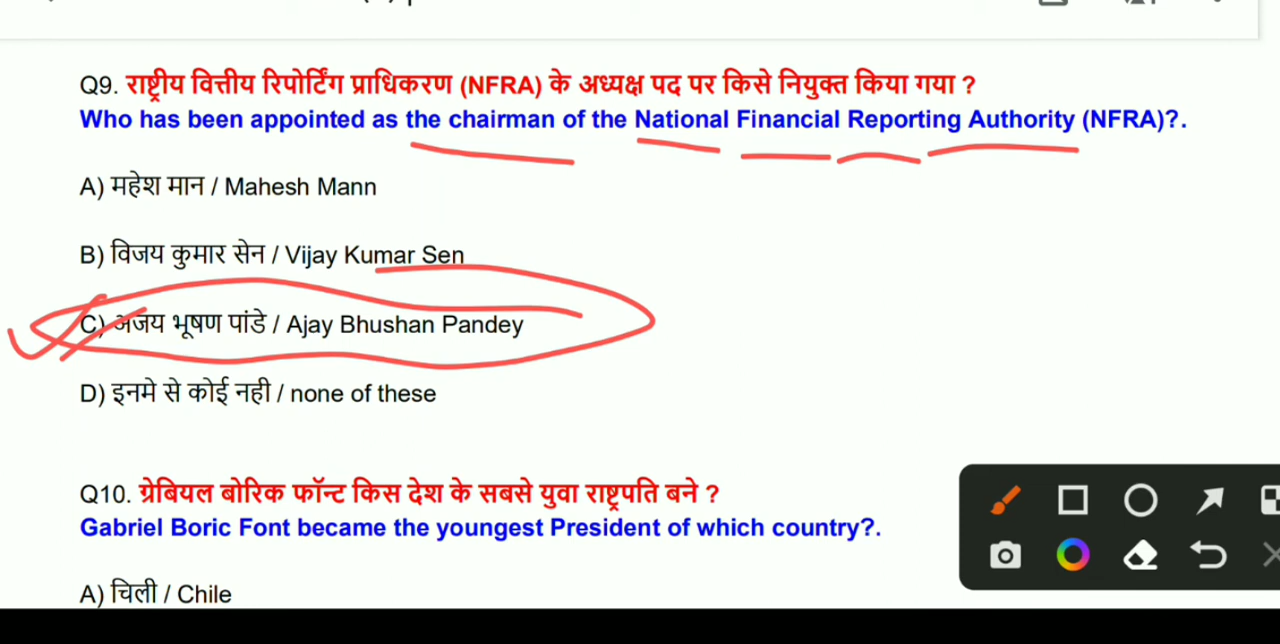 Q9. राष्ट्रीय वित्तीय रिपोर्टिंग प्राधिकरण (NFRA) के अध्यक्ष पद पर किसे नियुक्त किया गया ?
Who has been appointed as the chairman of the National Financial Reporting Authority (NFRA)?.
A) महेश मान / Mahesh Mann
B) विजय कुमार सेन / Vijay Kumar Sen
C) अजय भूषण पांडे / Ajay Bhushan Pandey
D) इनमे से कोई नही / none of these
Q10. ग्रेबियल बोरिक फॉन्ट किस देश के सबसे युवा राष्ट्रपति बने ?
Gabriel Boric Font became the youngest President of which country?.
A) चिली / Chile